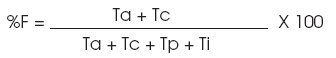 Ta + Tc
%F = X 100
Ta + Tc + Tp + Ti